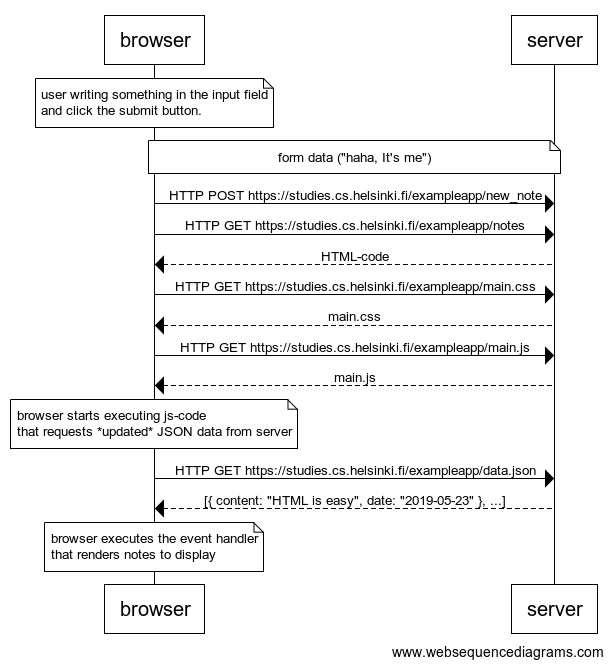 browser
server
user writing something in the input field
and click the submit button.
form data ("haha, It's me")
HTTP POST https://studies.cs.helsinki.fi/exampleapp/new_note
HTTP GET https://studies.cs.helsinki.fi/exampleapp/notes
HTML-code
HTTP GET https://studies.cs.helsinki.fi/exampleapp/main.css
main.css
HTTP GET https://studies.cs.helsinki.fi/exampleapp/main.js
main.js
browser starts executing js-code
that requests *updated* JSON data from server
HTTP GET https://studies.cs.helsinki.fi/exampleapp/data.json
[{ content: "HTML is easy", date: "2019-05-23" }, ...]
browser executes the event handler
that renders notes to display
browser
server
www.websequencediagrams.com